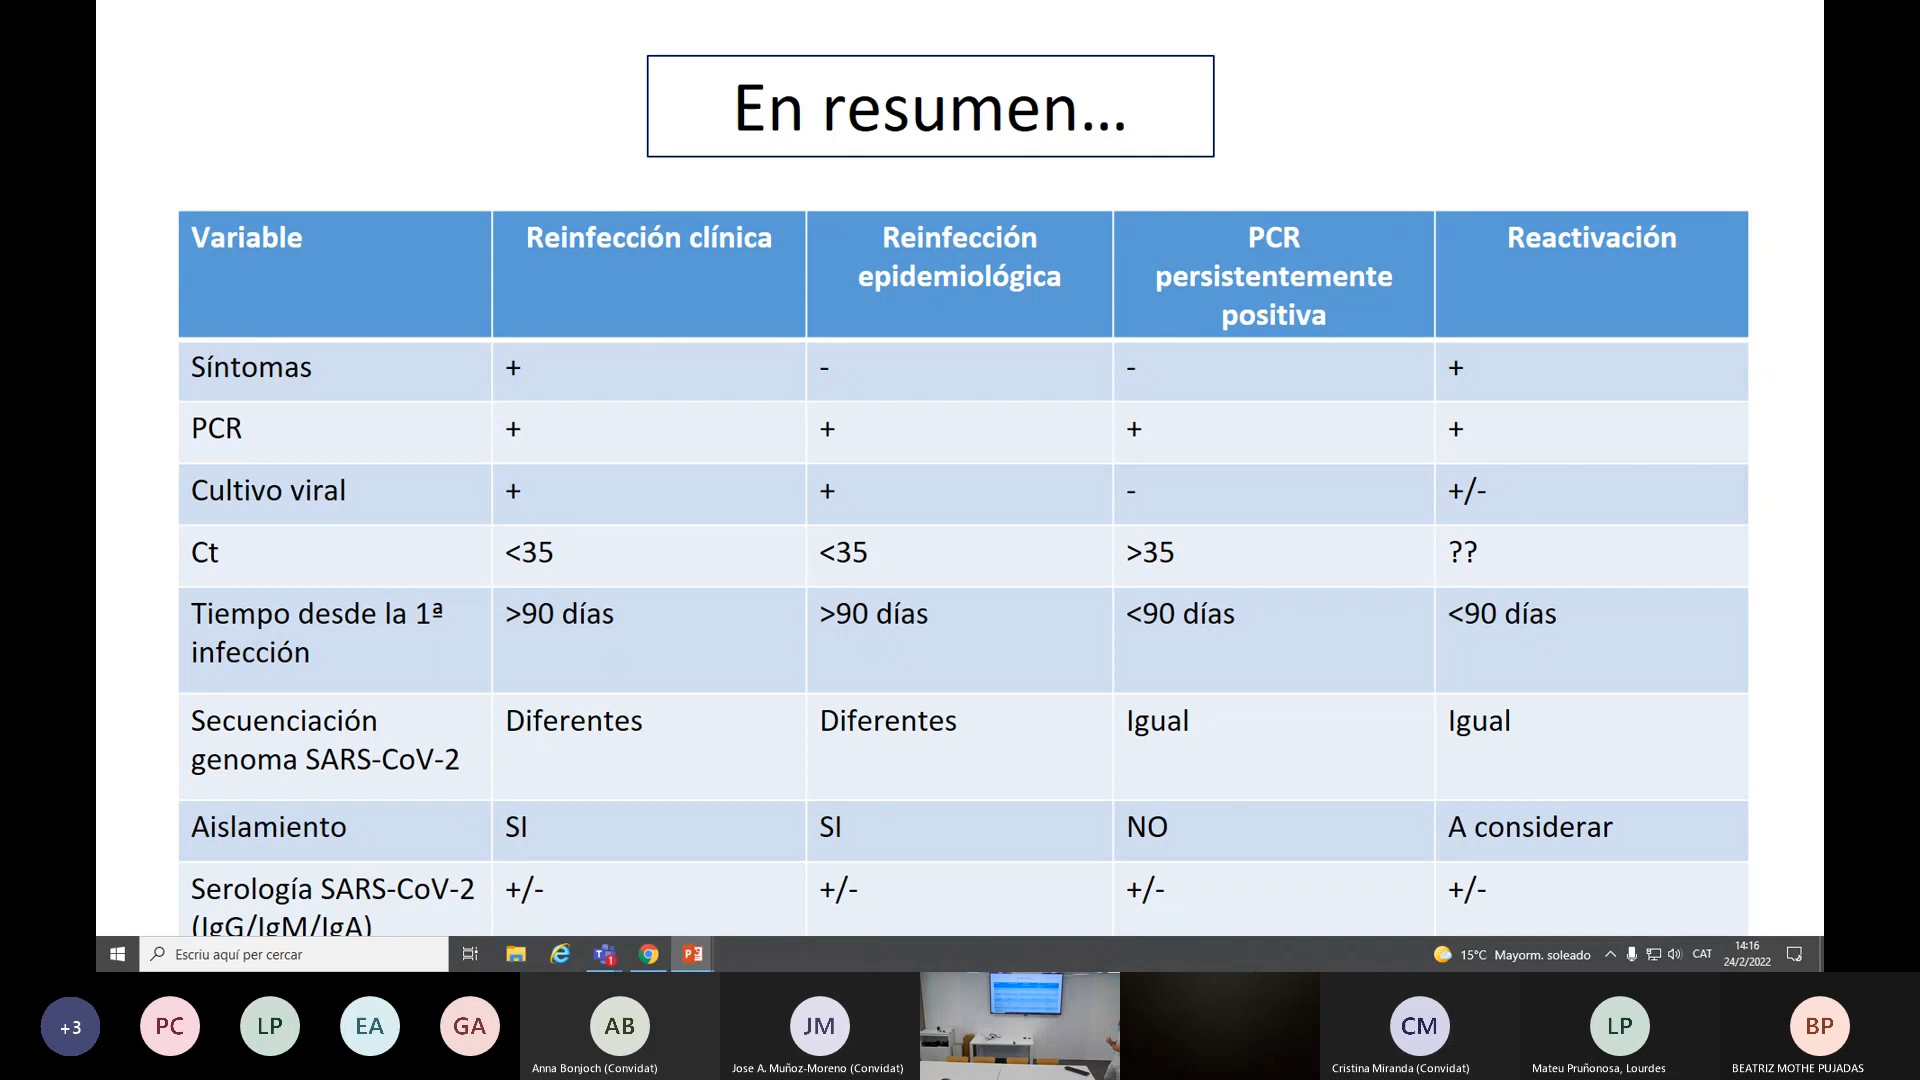 En resumen...
Variable
Reinfección clínica
Reinfección
epidemiológica
PCR
persistentemente
positiva
Reactivación
Síntomas
+
-
-
+
PCR
+
+
+
+
Cultivo viral
+
+
-
+/-
Ct
<35
<35
>35
??
Tiempo desde la 1ª
infección
>90 días
>90 días
<90 días
<90 días
Secuenciación
genoma SARS-CoV-2
Diferentes
Diferentes
Igual
Igual
Aislamiento
SI
SI
NO
A considerar
Serología SARS-CoV-2
(IgG/IgM/IgA)
+/-
+/-
+/-
+/-
Escriu aquí per cercar
1
15°C Mayorm. soleado
CAT
14:16
24/2/2022
+3
PC
LP
EA
GA
AB
Anna Bonjoch (Convidat)
JM
Jose A. Muñoz-Moreno (Convidat)
CM
Cristina Miranda (Convidat)
LP
Mateu Pruñonosa, Lourdes
BP
BEATRIZ MOTHE PUJADAS